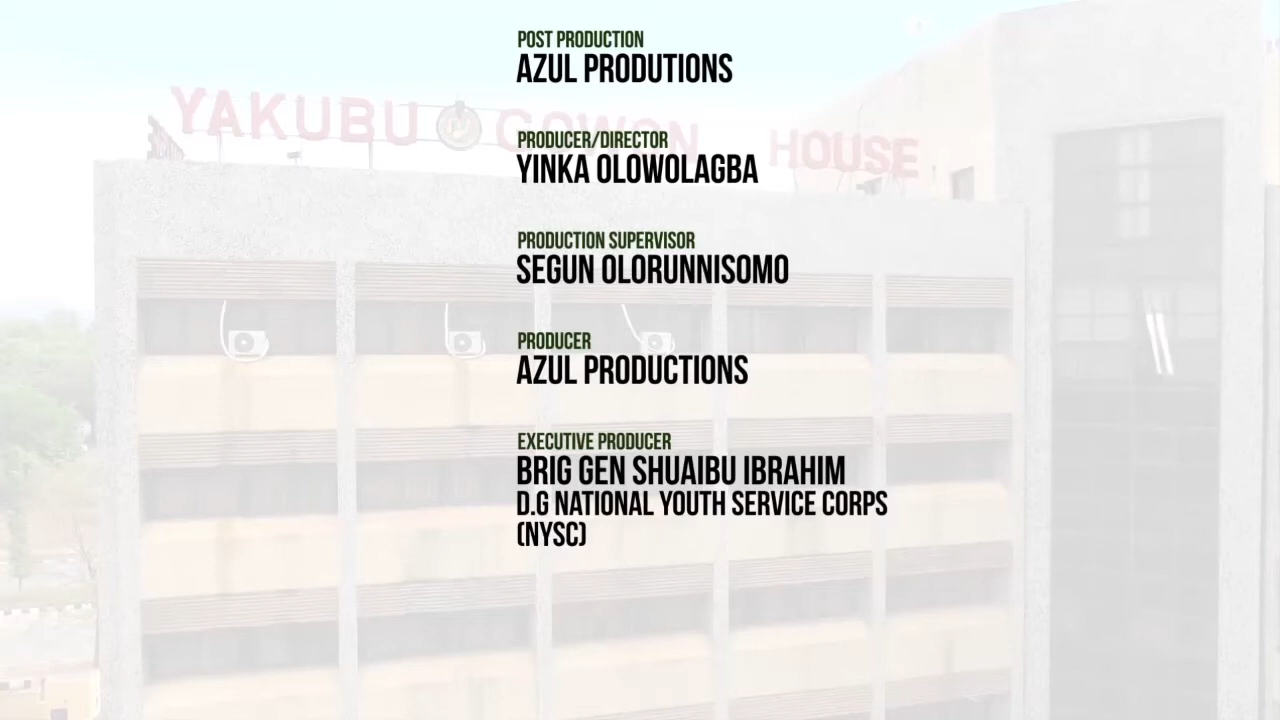 POST PRODUCTION
AZUL PRODUTIONS
YAKUBU GOWON HOUSE
PRODUCER/DIRECTOR
YINKA OLOWOLAGBA
PRODUCTION SUPERVISOR
SEGUN OLORUNNISOMO
PRODUCER
AZUL PRODUCTIONS
EXECUTIVE PRODUCER
BRIG GEN SHUAIBU IBRAHIM
D.G NATIONAL YOUTH SERVICE CORPS
(NYSC)